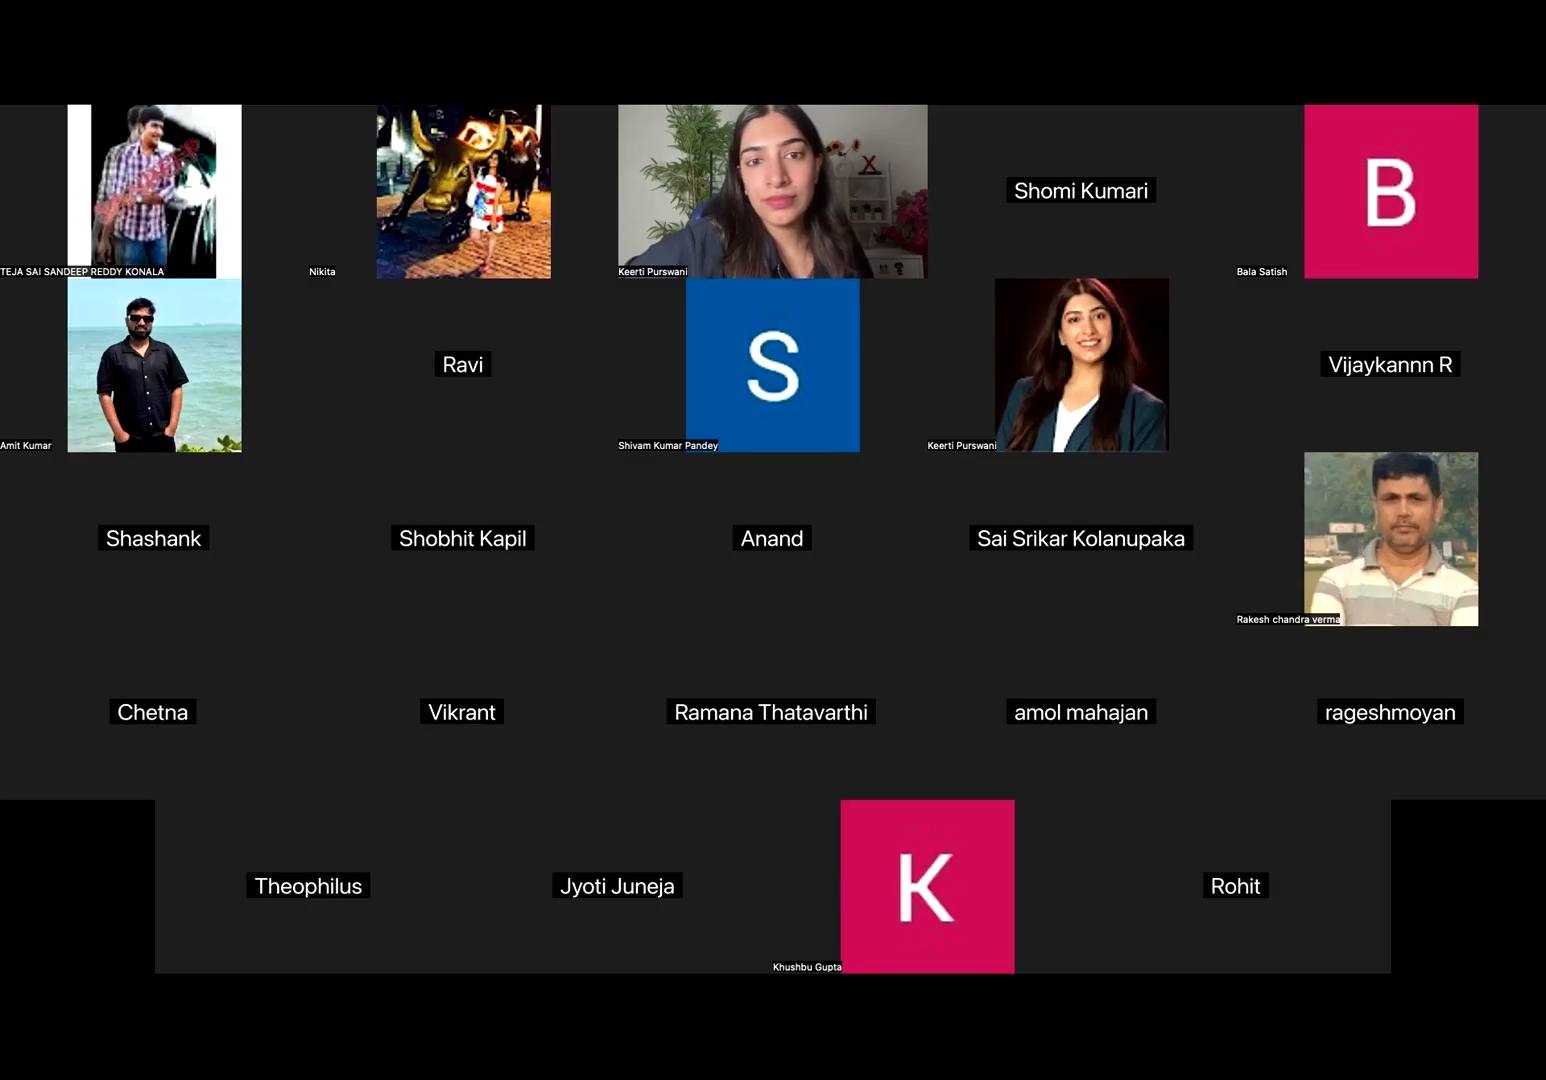 TEJA SAI SANDEEP REDDY KONALA
Nikita
Keerti Purswani
Shomi Kumari
B
Bala Satish
Amit Kumar
Ravi
S
Shivam Kumar Pandey
Keerti Purswani
Vijaykannn R
Shashank
Shobhit Kapil
Anand
Sai Srikar Kolanupaka
Rakesh chandra verma
Chetna
Vikrant
Ramana Thatavarthi
amol mahajan
rageshmoyan
Theophilus
Jyoti Juneja
K
Khushbu Gupta
Rohit